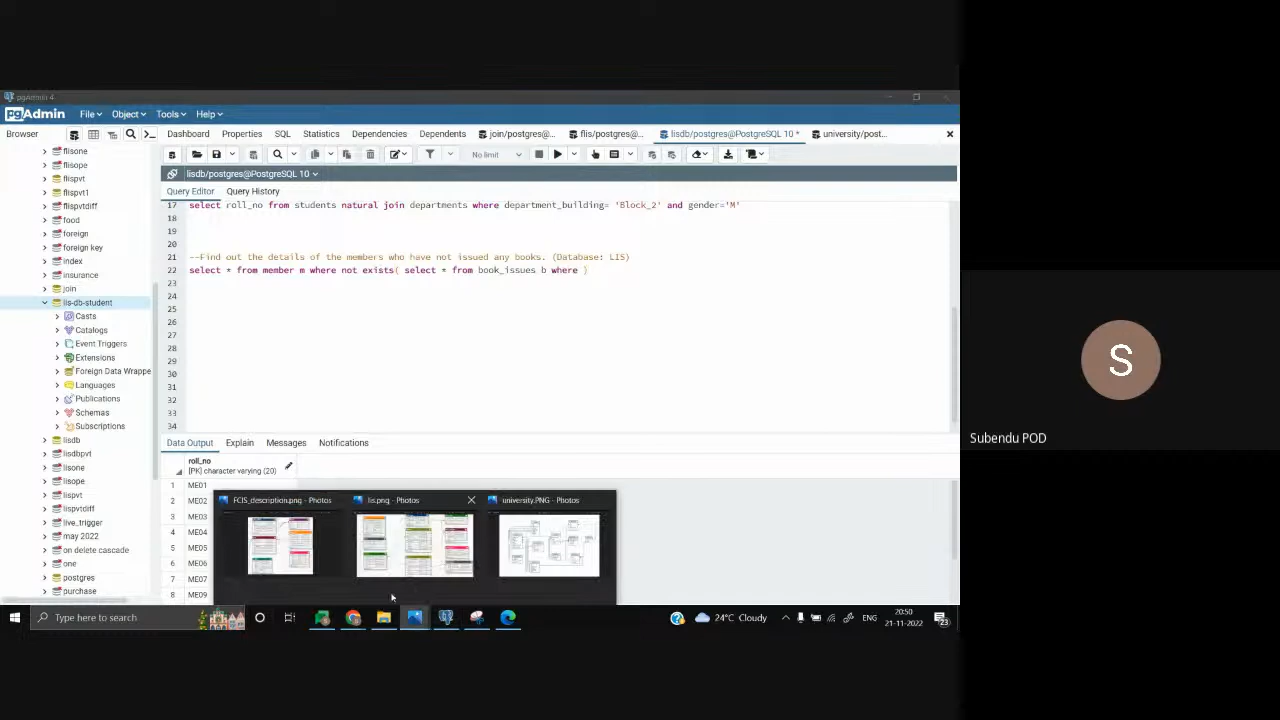 pgAdmin 4
pgAdmin File Object Tools Help
Browser Dashboard Properties SQL Statistics Dependencies Dependents join/postgres@... flis/postgres@... lisdb/postgres@PostgreSQL 10 * university/post...
No limit
lisdb/postgres@PostgreSQL 10
Query Editor Query History
flisone
flisope
flispvt
flispvt1
flispvtdiff
food
foreign
foreign key
index
insurance
join
lis-db-student
Casts
Catalogs
Event Triggers
Extensions
Foreign Data Wrappe
Languages
Publications
Schemas
Subscriptions
lisdb
lisdbpvt
lisone
lisope
lispvt
lispvtdiff
live_trigger
may 2022
on delete cascade
one
postgres
purchase
17 select roll_no from students natural join departments where department_building= 'Block_2' and gender='M'
18
19
20
21 --Find out the details of the members who have not issued any books. (Database: LIS)
22 select * from member m where not exists( select * from book_issues b where )
23
24
25
26
27
28
29
30
31
32
33
34
Data Output Explain Messages Notifications
roll_no
[PK] character varying (20)
1 ME01
2 ME02
3 ME03
4 ME04
5 ME05
6 ME06
7 ME07
8 ME09
FCIS_description.png - Photos
lis.png - Photos
university.PNG - Photos
Type here to search
24°C Cloudy
ENG
20:50
21-11-2022
23
S
Subendu POD